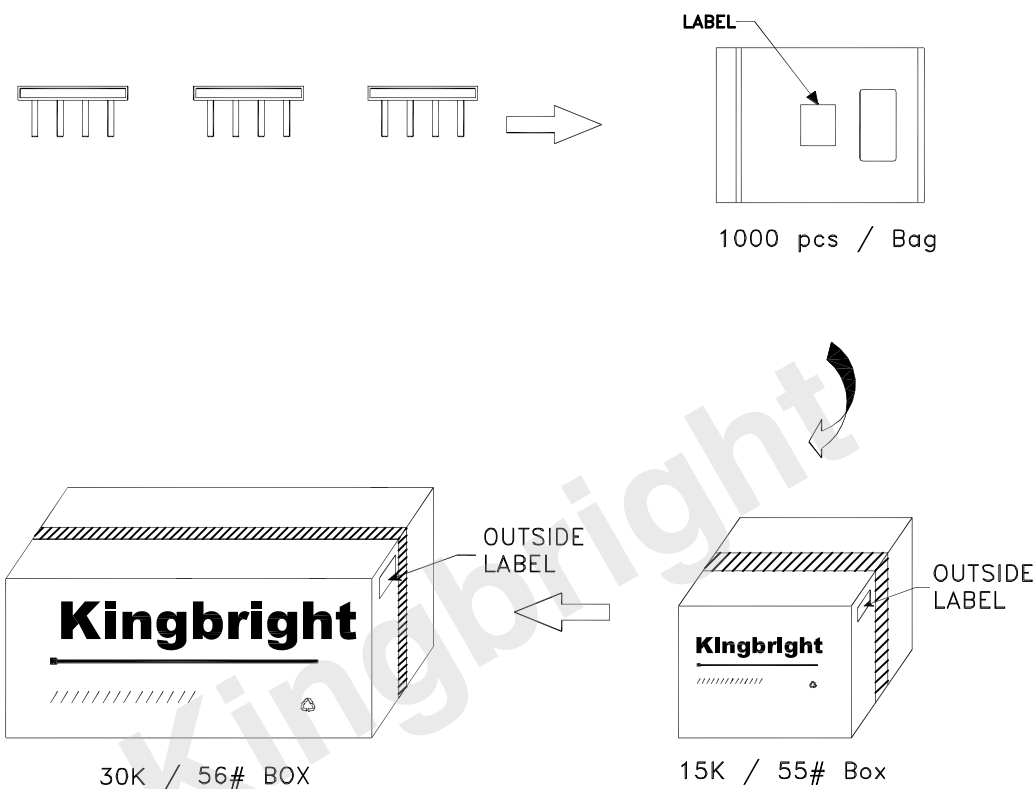 LABEL
1000 pcs / Bag
OUTSIDE
LABEL
Kingbright
30K / 56# BOX
OUTSIDE
LABEL
Kingbright
15K / 55# Box
Kingbright